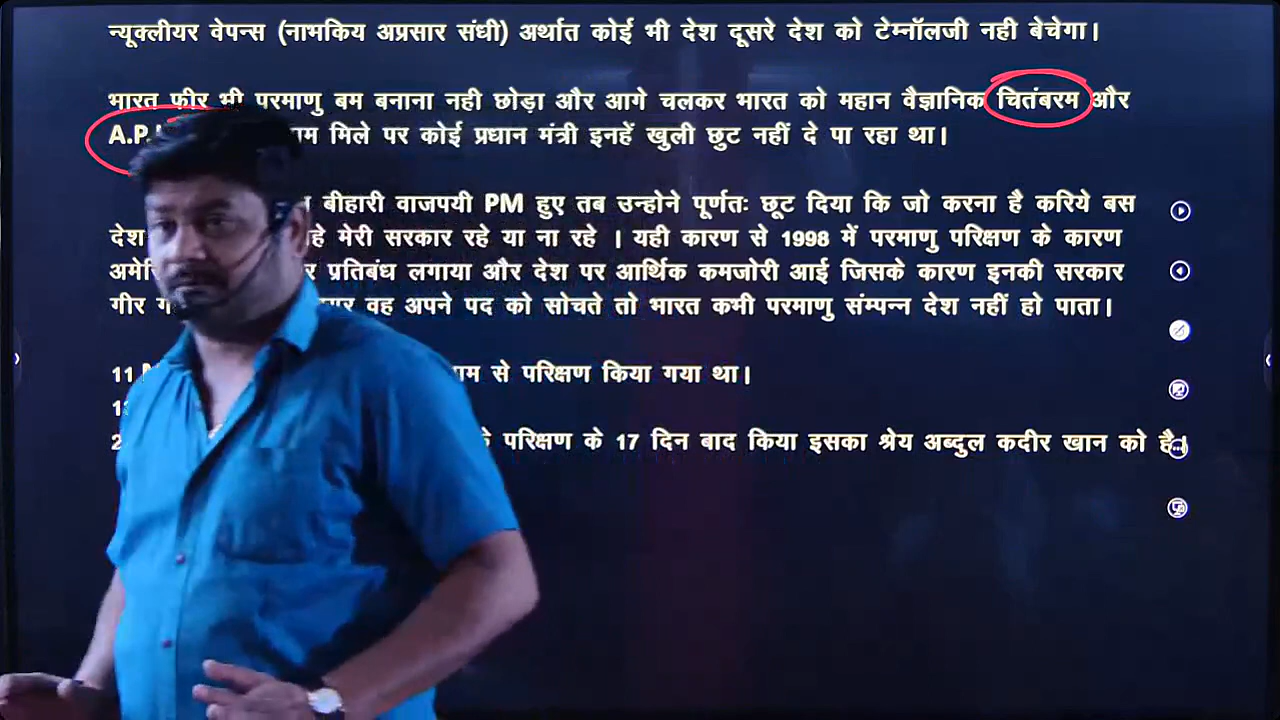 न्यूक्लीयर वेपन्स (नाभकिय अप्रसार संधी) अर्थात कोई भी देश दूसरे देश को टेम्नॉलजी नही बेचेगा।
भारत फीर भी परमाणु बम बनाना नही छोड़ा और आगे चलकर भारत को महान वैज्ञानिक चितंबरम और
A.P. मिले पर कोई प्रधान मंत्री इनहें खुली छुट नहीं दे पा रहा था।
बीहारी वाजपयी PM हुए तब उन्होने पूर्णतः छूट दिया कि जो करना है करिये बस
देश मेरी सरकार रहे या ना रहे । यही कारण से 1998 में परमाणु परिक्षण के कारण
प्रतिबंध लगाया और देश पर आर्थिक कमजोरी आई जिसके कारण इनकी सरकार
गीर वह अपने पद को सोचते तो भारत कभी परमाणु संम्पन्न देश नहीं हो पाता।
11 से परिक्षण किया गया था।
परिक्षण के 17 दिन बाद किया इसका श्रेय अब्दुल कदीर खान को है।